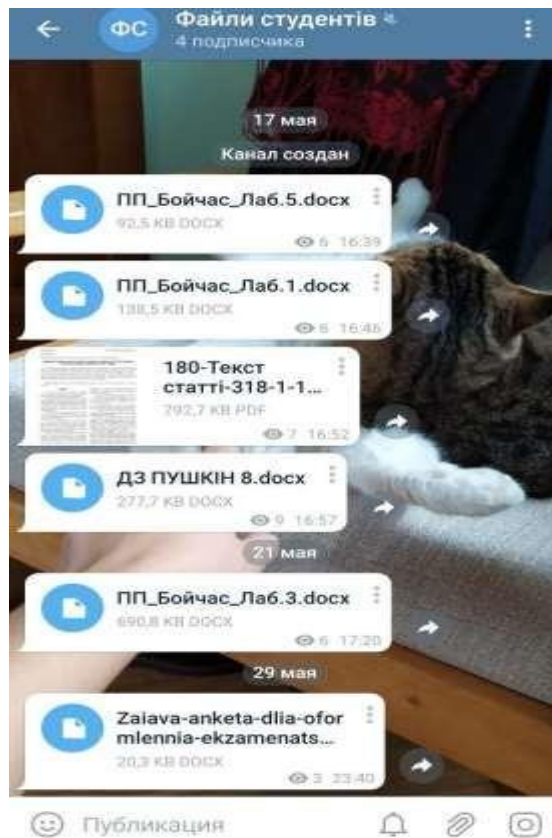 ФС
Файли студентів
4 подписчика
17 мая
Канал создан
ПП_Бойчас_Лаб.5.docx
92,5 KB DOCX
6 16:39
ПП_Бойчас_Лаб.1.docx
138,5 KB DOCX
6 16:46
180-Текст
статті-318-1-1...
292,7 KB PDF
7 16:52
ДЗ ПУШКІН 8.docx
277,7 KB DOCX
9 16:57
21 мая
ПП_Бойчас_Лаб.3.docx
690,8 KB DOCX
6 17:20
29 мая
Zaiava-anketa-dlia-ofor
mlennia-ekzamenats...
20,3 KB DOCX
3 23:40
Публикация